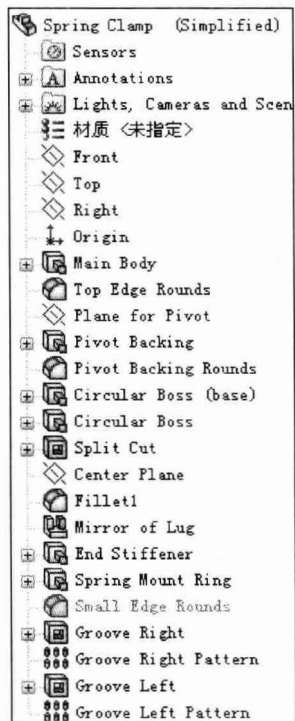 Spring Clamp (Simplified)
Sensors
Annotations
Lights, Cameras and Scen
材质 <未指定>
Front
Top
Right
Origin
Main Body
Top Edge Rounds
Plane for Pivot
Pivot Backing
Pivot Backing Rounds
Circular Boss (base)
Circular Boss
Split Cut
Center Plane
Fillet1
Mirror of Lug
End Stiffener
Spring Mount Ring
Small Edge Rounds
Groove Right
Groove Right Pattern
Groove Left
Groove Left Pattern